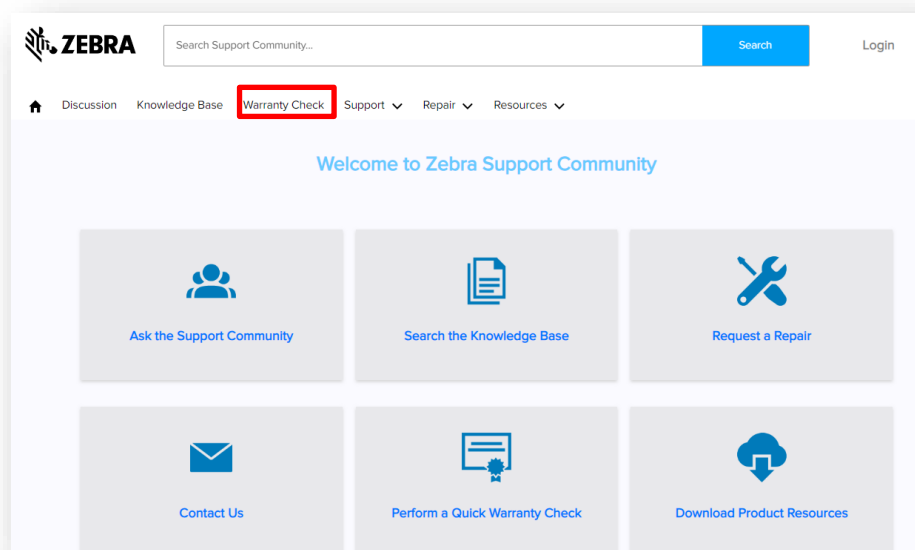 ZEBRA
Search Support Community...
Search
Login
Discussion Knowledge Base Warranty Check Support Repair Resources
Welcome to Zebra Support Community
Ask the Support Community
Search the Knowledge Base
Request a Repair
Contact Us
Perform a Quick Warranty Check
Download Product Resources